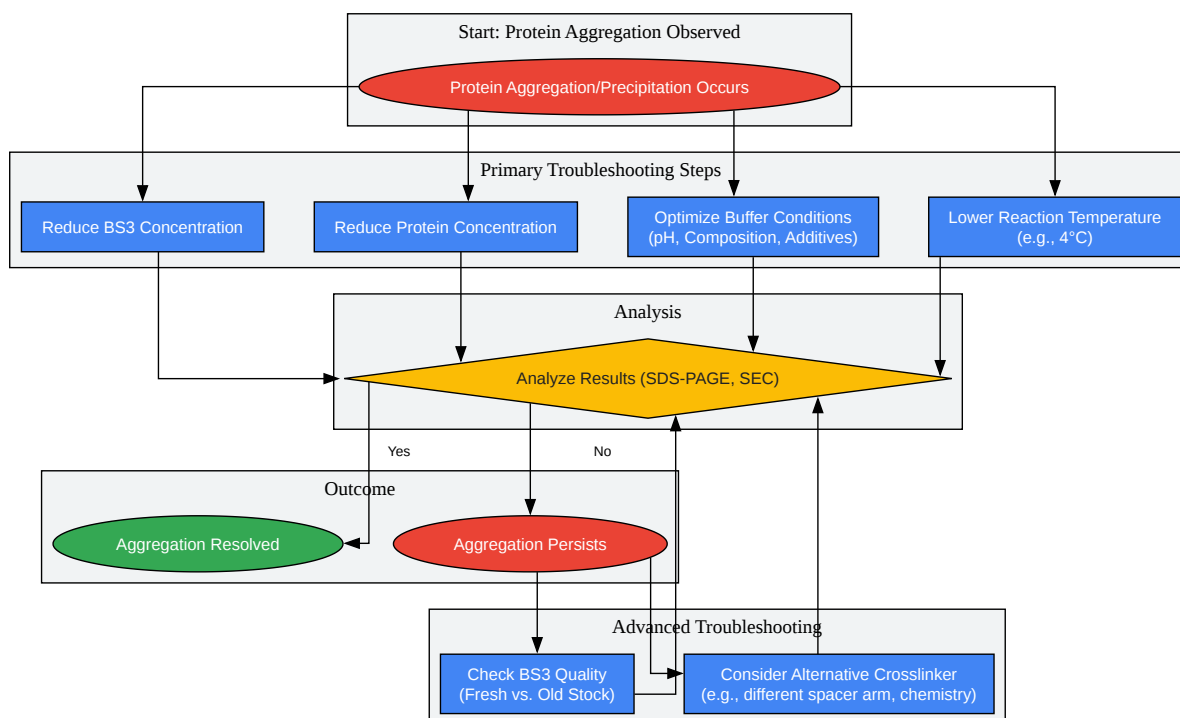 Start: Protein Aggregation Observed
Protein Aggregation/Precipitation Occurs
Primary Troubleshooting Steps
Reduce BS3 Concentration
Reduce Protein Concentration
Optimize Buffer Conditions
(pH, Composition, Additives)
Lower Reaction Temperature
(e.g., 4°C)
Analysis
Analyze Results (SDS-PAGE, SEC)
Yes
No
Outcome
Aggregation Resolved
Aggregation Persists
Advanced Troubleshooting
Check BS3 Quality
(Fresh vs. Old Stock)
Consider Alternative Crosslinker
(e.g., different spacer arm, chemistry)